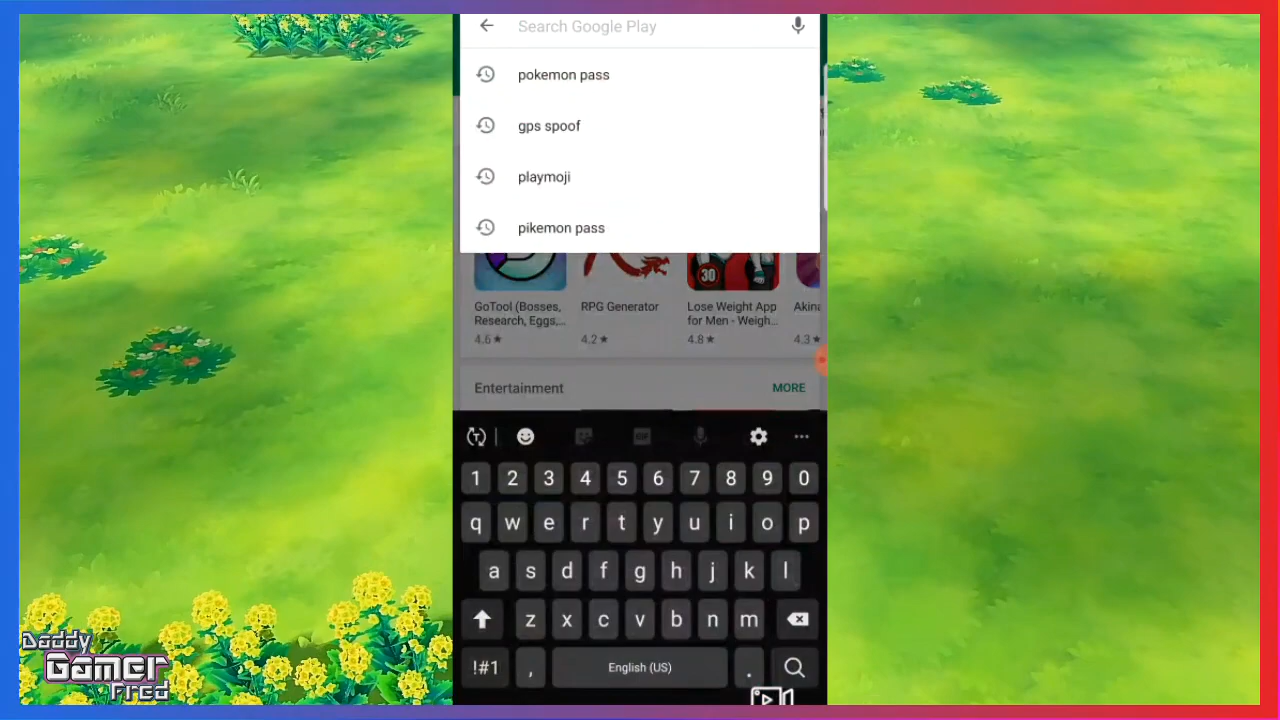 Search Google Play
pokemon pass
gps spoof
playmoji
pikemon pass
30
GoTool (Bosses,
Research, Eggs,...
4.6★
RPG Generator
4.2★
Lose Weight App
for Men - Weigh...
4.8★
Akina
4.3★
Entertainment
MORE
T
GIF
1 2 3 4 5 6 7 8 9 0
q w e r t y u i o p
a s d f g h j k l
z x c v b n m
!#1 , English (US) .
Daddy
Gamer
Fred